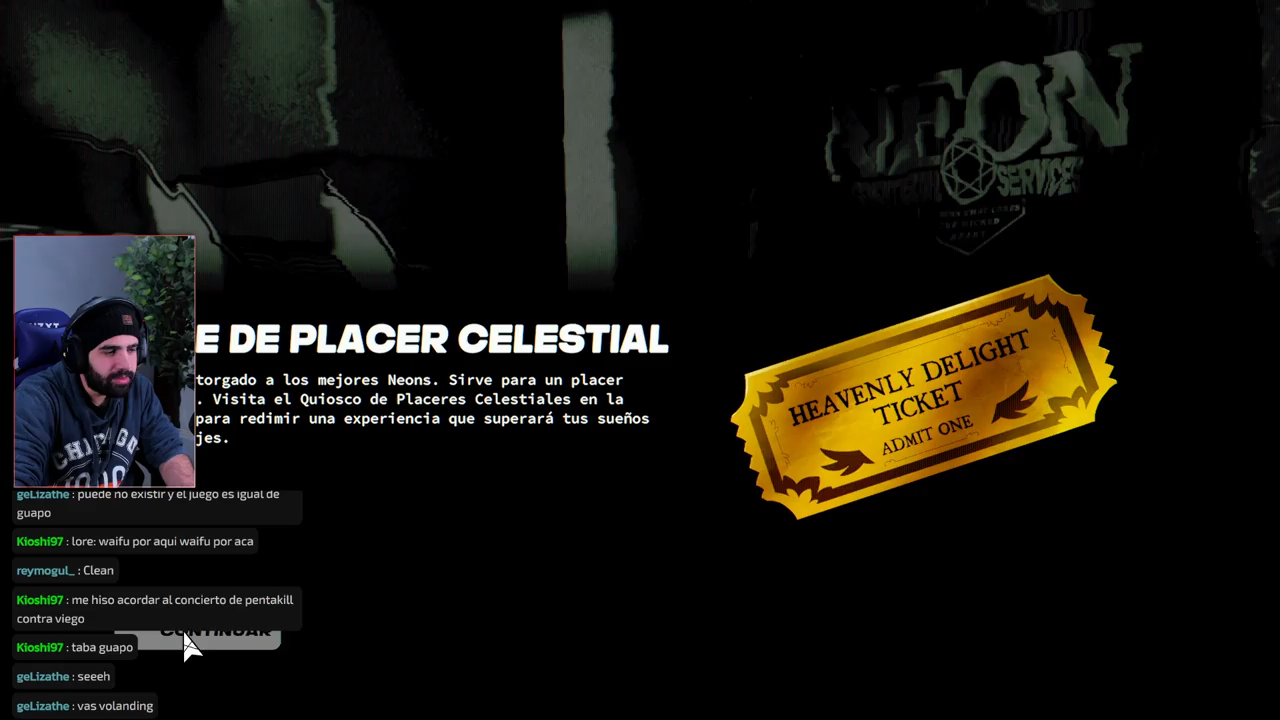 NEON
SERVICES
E DE PLACER CELESTIAL
torgado a los mejores Neons. Sirve para un placer
. Visita el Quiosco de Placeres Celestiales en la
para redimir una experiencia que superará tus sueños
jes.
HEAVENLY DELIGHT
TICKET
ADMIT ONE
geLizathe : puede no existir y el juego es igual de
guapo
Kioshi97 : lore: waifu por aqui waifu por aca
reymogul_ : Clean
Kioshi97 : me hiso acordar al concierto de pentakill
contra viego
CONTINUAR
Kioshi97 : taba guapo
geLizathe : seeeh
geLizathe : vas volanding